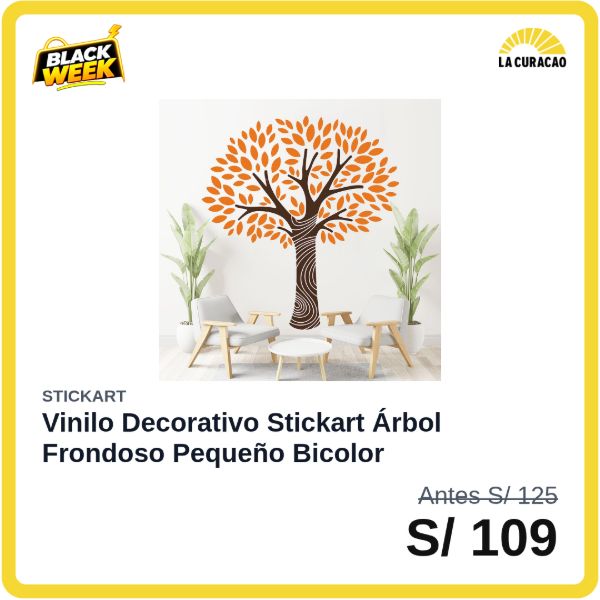 BLACK
WEEK
LA CURACAO
STICKART
Vinilo Decorativo Stickart Árbol
Frondoso Pequeño Bicolor
Antes S/ 125
S/ 109